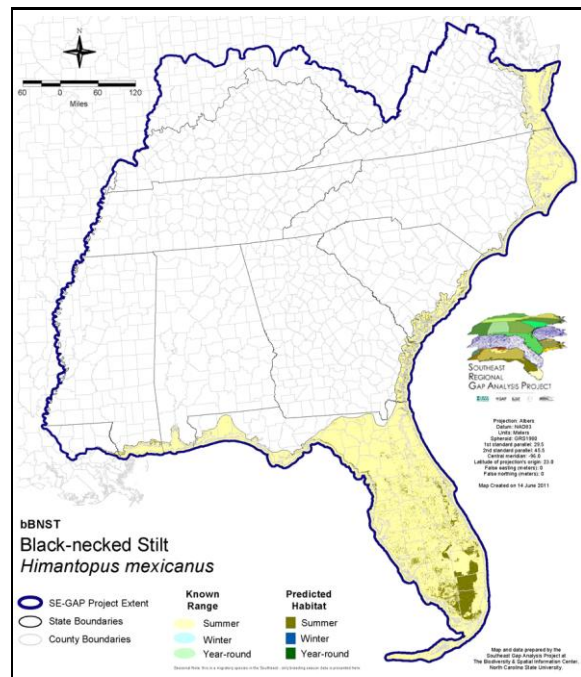 N
60 0 60 120
Miles
SOUTHEAST
REGIONAL
GAP ANALYSIS PROJECT
Projection: Albers
Datum: NAD83
Units: Meters
Spheroid: GRS1980
1st standard parallel: 29.5
2nd standard parallel: 45.5
Central meridian: -96.0
Latitude of projection's origin: 23.0
False easting (meters): 0
False northing (meters): 0
Map Created on 14 June 2011
bBNST
Black-necked Stilt
Himantopus mexicanus
SE-GAP Project Extent
State Boundaries
County Boundaries
Known
Range
Summer
Winter
Year-round
Predicted
Habitat
Summer
Winter
Year-round
Map and data prepared by the
Southeast Gap Analysis Project at
The Biodiversity & Spatial Information Center,
North Carolina State University.